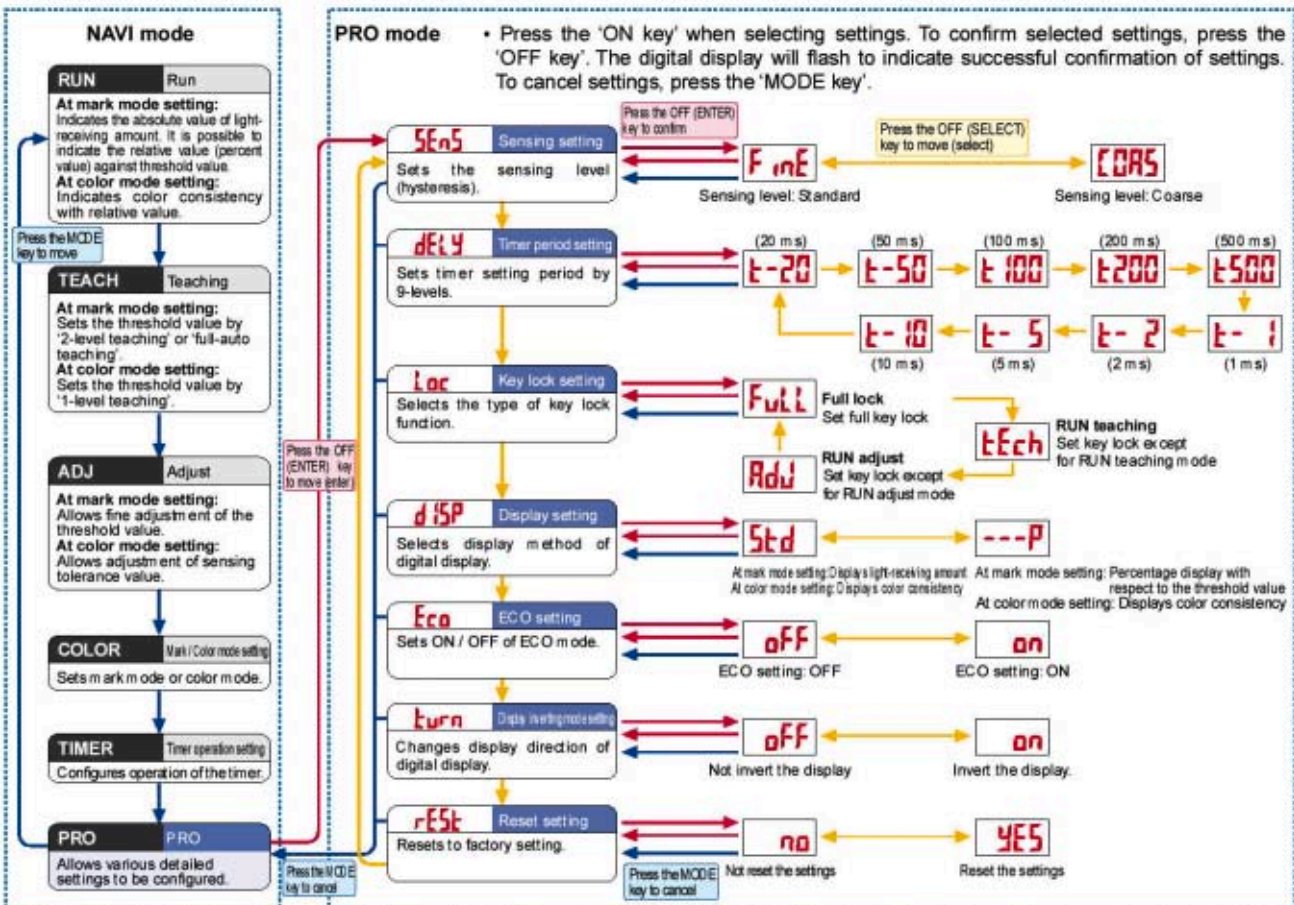 NAVI mode
RUN Run
At mark mode setting:
Indicates the absolute value of light-
receiving amount. It is possible to
indicate the relative value (percent
value) against threshold value.
At color mode setting:
Indicates color consistency
with relative value.
Press the MODE
key to move
TEACH Teaching
At mark mode setting:
Sets the threshold value by
'2-level teaching' or 'full-auto
teaching'.
At color mode setting:
Sets the threshold value by
'1-level teaching'.
ADJ Adjust
At mark mode setting:
Allows fine adjustment of the
threshold value.
At color mode setting:
Allows adjustment of sensing
tolerance value.
COLOR Mark / Color mode setting
Sets mark mode or color mode.
TIMER Timer operation setting
Configures operation of the timer.
PRO PRO
Allows various detailed
settings to be configured.
Press the OFF
(ENTER) key
to move (enter)
Press the MODE
key to cancel
PRO mode
• Press the 'ON key' when selecting settings. To confirm selected settings, press the
'OFF key'. The digital display will flash to indicate successful confirmation of settings.
To cancel settings, press the 'MODE key'.
SEnS Sensing setting
Sets the sensing level
(hysteresis).
Press the OFF (ENTER)
key to confirm
Press the OFF (SELECT)
key to move (select)
F inE
Sensing level: Standard
COAS
Sensing level: Coarse
dELY Timer period setting
Sets timer setting period by
9-levels.
(20 ms) (50 ms) (100 ms) (200 ms) (500 ms)
t-20 t-50 t100 t200 t500
t-10 t- 5 t- 2 t- 1
(10 ms) (5 ms) (2 ms) (1 ms)
Loc Key lock setting
Selects the type of key lock
function.
FuLL Full lock
Set full key lock
tEch RUN teaching
Set key lock except
for RUN teaching mode
AdJ RUN adjust
Set key lock except
for RUN adjust mode
diSP Display setting
Selects display method of
digital display.
Std
At mark mode setting: Displays light-receiving amount
At color mode setting: Displays color consistency
---P
At mark mode setting: Percentage display with
respect to the threshold value
At color mode setting: Displays color consistency
Eco ECO setting
Sets ON / OFF of ECO mode.
oFF
ECO setting: OFF
on
ECO setting: ON
turn Display inverting mode setting
Changes display direction of
digital display.
oFF
Not invert the display
on
Invert the display.
rESt Reset setting
Resets to factory setting.
no
Not reset the settings
YES
Reset the settings
Press the MODE
key to cancel